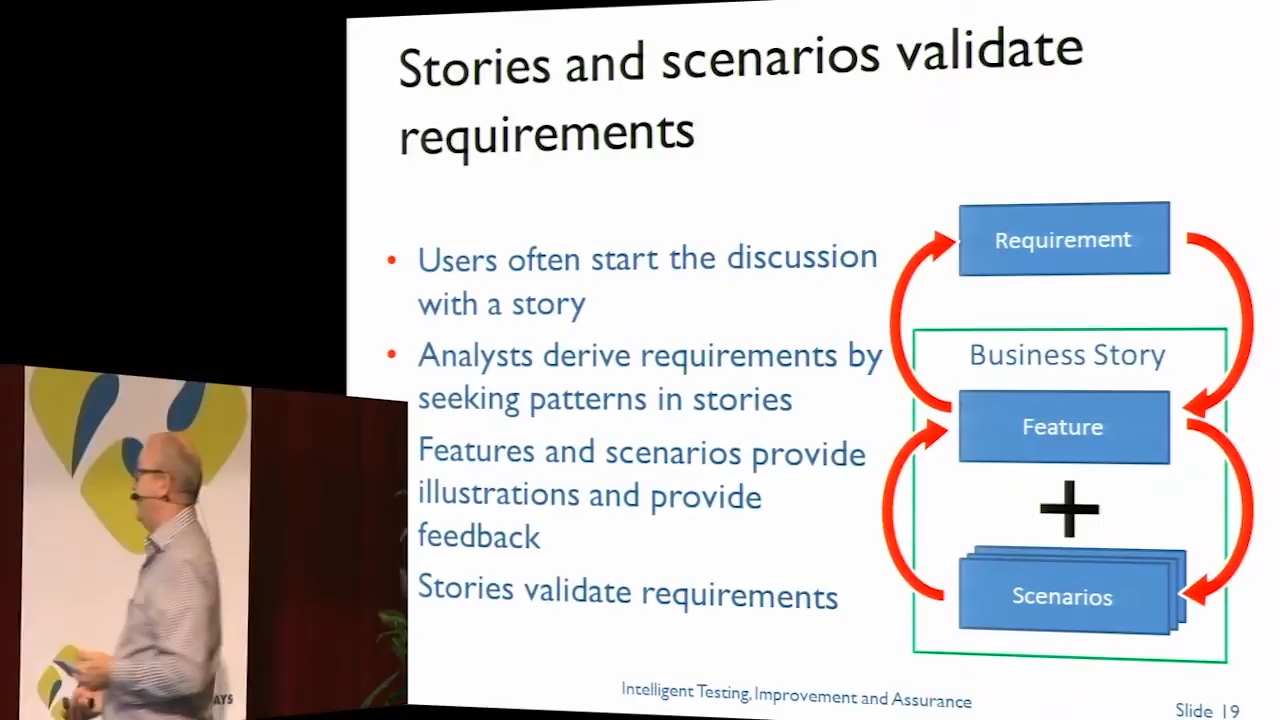 Stories and scenarios validate
requirements
• Users often start the discussion
with a story
• Analysts derive requirements by
seeking patterns in stories
Features and scenarios provide
illustrations and provide
feedback
Stories validate requirements
Requirement
Business Story
Feature
+
Scenarios
Intelligent Testing, Improvement and Assurance
Slide 19
AYS